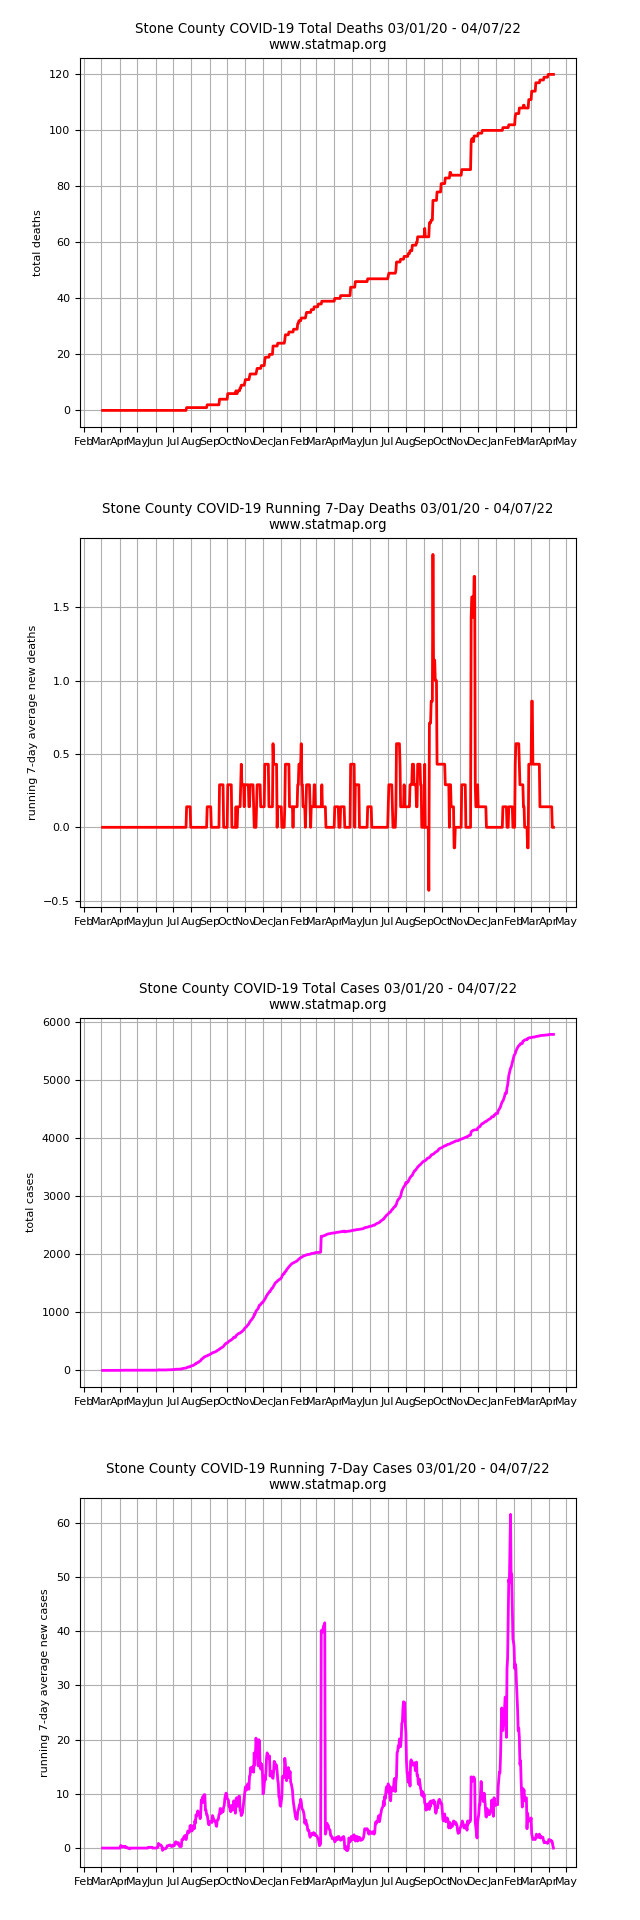 Stone County COVID-19 Total Deaths 03/01/20 - 04/07/22
www.statmap.org
120
100
80
60
40
20
0
total deaths
Feb Mar Apr May Jun Jul Aug Sep Oct Nov Dec Jan Feb Mar Apr May Jun Jul Aug Sep Oct Nov Dec Jan Feb Mar Apr May
Stone County COVID-19 Running 7-Day Deaths 03/01/20 - 04/07/22
www.statmap.org
1.5
1.0
0.5
0.0
−0.5
running 7-day average new deaths
Feb Mar Apr May Jun Jul Aug Sep Oct Nov Dec Jan Feb Mar Apr May Jun Jul Aug Sep Oct Nov Dec Jan Feb Mar Apr May
Stone County COVID-19 Total Cases 03/01/20 - 04/07/22
www.statmap.org
6000
5000
4000
3000
2000
1000
0
total cases
Feb Mar Apr May Jun Jul Aug Sep Oct Nov Dec Jan Feb Mar Apr May Jun Jul Aug Sep Oct Nov Dec Jan Feb Mar Apr May
Stone County COVID-19 Running 7-Day Cases 03/01/20 - 04/07/22
www.statmap.org
60
50
40
30
20
10
0
running 7-day average new cases
Feb Mar Apr May Jun Jul Aug Sep Oct Nov Dec Jan Feb Mar Apr May Jun Jul Aug Sep Oct Nov Dec Jan Feb Mar Apr May